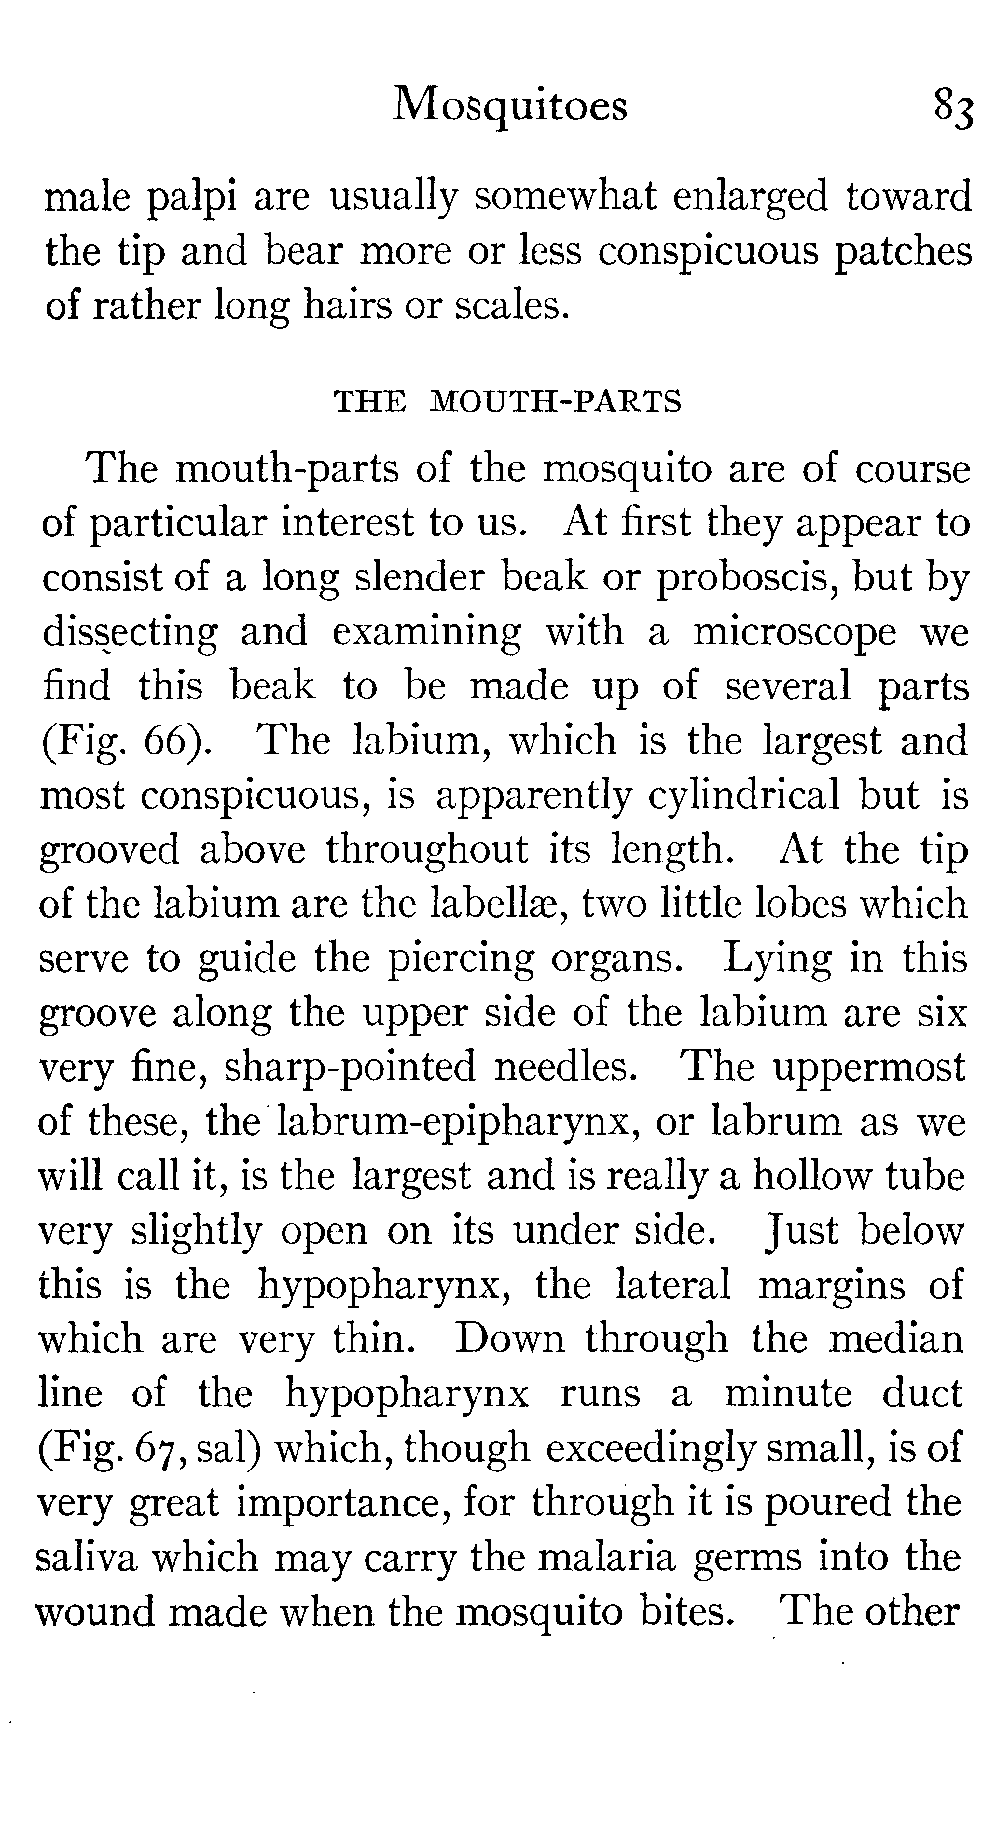 Mosquitoes 83
male palpi are usually somewhat enlarged toward
the tip and bear more or less conspicuous patches
of rather long hairs or scales.
THE MOUTH-PARTS
The mouth-parts of the mosquito are of course
of particular interest to us. At first they appear to
consist of a long slender beak or proboscis, but by
dissecting and examining with a microscope we
find this beak to be made up of several parts
(Fig. 66). The labium, which is the largest and
most conspicuous, is apparently cylindrical but is
grooved above throughout its length. At the tip
of the labium are the labellæ, two little lobes which
serve to guide the piercing organs. Lying in this
groove along the upper side of the labium are six
very fine, sharp-pointed needles. The uppermost
of these, the labrum-epipharynx, or labrum as we
will call it, is the largest and is really a hollow tube
very slightly open on its under side. Just below
this is the hypopharynx, the lateral margins of
which are very thin. Down through the median
line of the hypopharynx runs a minute duct
(Fig. 67, sal) which, though exceedingly small, is of
very great importance, for through it is poured the
saliva which may carry the malaria germs into the
wound made when the mosquito bites. The other